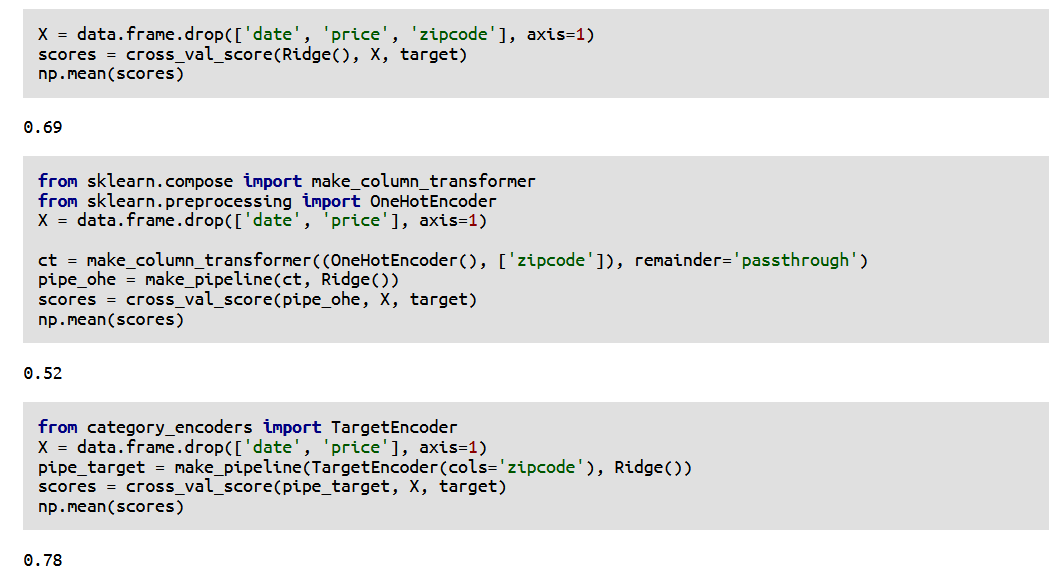 X = data.frame.drop(['date', 'price', 'zipcode'], axis=1)
scores = cross_val_score(Ridge(), X, target)
np.mean(scores)
0.69
from sklearn.compose import make_column_transformer
from sklearn.preprocessing import OneHotEncoder
X = data.frame.drop(['date', 'price'], axis=1)
ct = make_column_transformer((OneHotEncoder(), ['zipcode']), remainder='passthrough')
pipe_ohe = make_pipeline(ct, Ridge())
scores = cross_val_score(pipe_ohe, X, target)
np.mean(scores)
0.52
from category_encoders import TargetEncoder
X = data.frame.drop(['date', 'price'], axis=1)
pipe_target = make_pipeline(TargetEncoder(cols='zipcode'), Ridge())
scores = cross_val_score(pipe_target, X, target)
np.mean(scores)
0.78